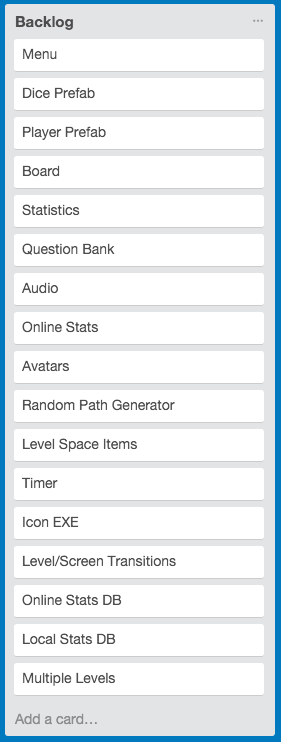 Backlog
Menu
Dice Prefab
Player Prefab
Board
Statistics
Question Bank
Audio
Online Stats
Avatars
Random Path Generator
Level Space Items
Timer
Icon EXE
Level/Screen Transitions
Online Stats DB
Local Stats DB
Multiple Levels
Add a card…